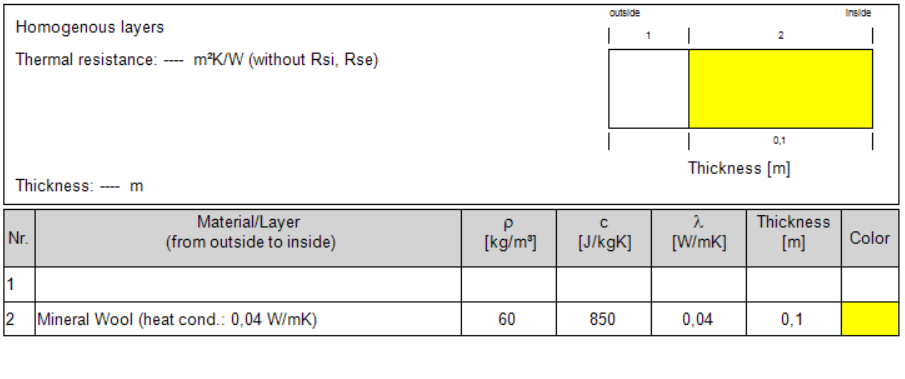 outside inside
Homogenous layers
1 2
Thermal resistance: ---- m²K/W (without Rsi, Rse)
0,1
Thickness [m]
Thickness: ---- m
Nr. Material/Layer (from outside to inside) ρ [kg/m³] c [J/kgK] λ [W/mK] Thickness [m] Color
1
2 Mineral Wool (heat cond.: 0,04 W/mK) 60 850 0,04 0,1